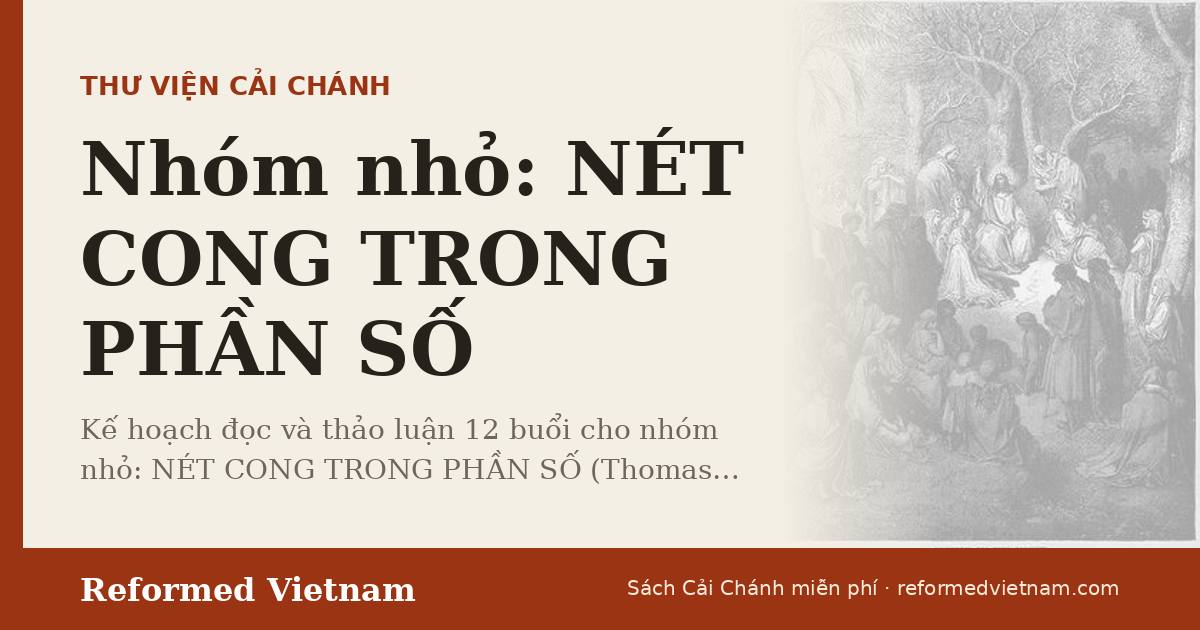 THƯ VIỆN CẢI CHÁNH
Nhóm nhỏ: NÉT
CONG TRONG
PHẦN SỐ
Kế hoạch đọc và thảo luận 12 buổi cho nhóm
nhỏ: NÉT CONG TRONG PHẦN SỐ (Thomas...
Reformed Vietnam
Sách Cải Chánh miễn phí · reformedvietnam.com